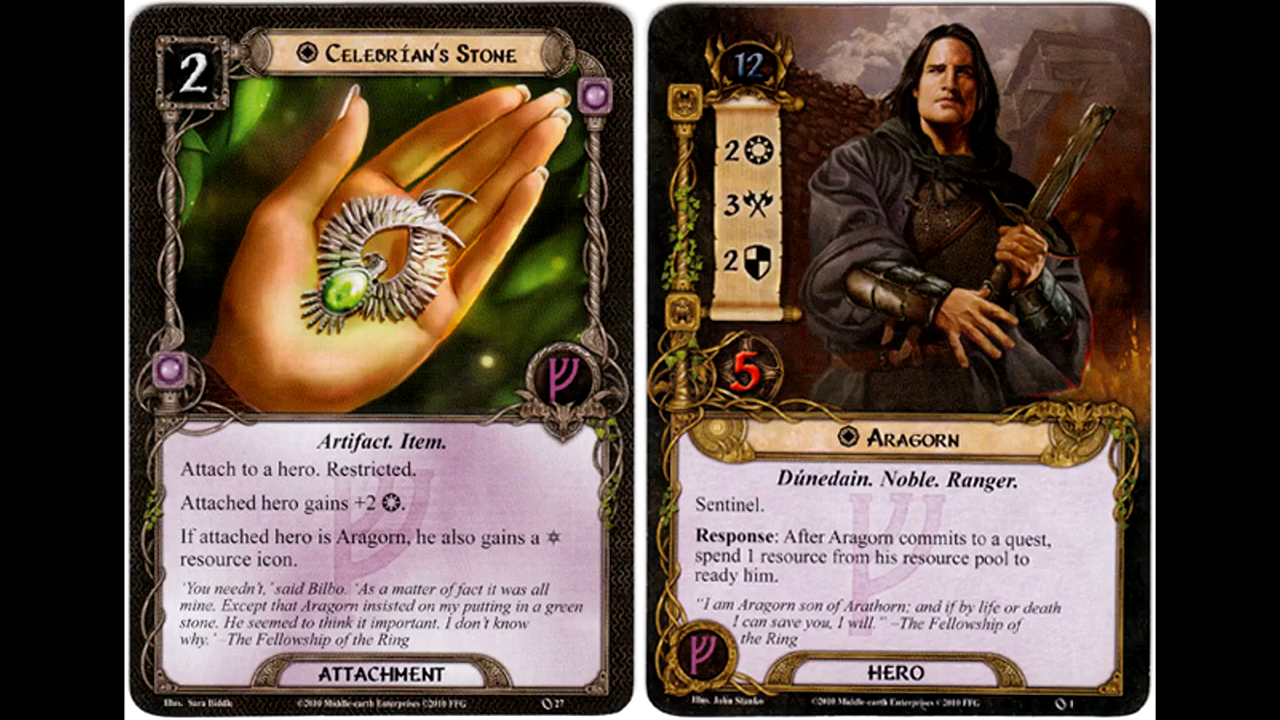 2
CELEBRÍAN'S STONE
Artifact. Item.
Attach to a hero. Restricted.
Attached hero gains +2 .
If attached hero is Aragorn, he also gains a
resource icon.
'You needn't,' said Bilbo. 'As a matter of fact it was all
mine. Except that Aragorn insisted on my putting in a green
stone. He seemed to think it important. I don't know
why.' –The Fellowship of the Ring
ATTACHMENT
Illus. Sara Biddle
©2010 Middle-earth Enterprises ©2010 FFG
27
12
2
3
2
5
ARAGORN
Dúnedain. Noble. Ranger.
Sentinel.
Response: After Aragorn commits to a quest,
spend 1 resource from his resource pool to
ready him.
"I am Aragorn son of Arathorn; and if by life or death
I can save you, I will." –The Fellowship of
the Ring
HERO
Illus. John Stanko
©2010 Middle-earth Enterprises ©2010 FFG
1